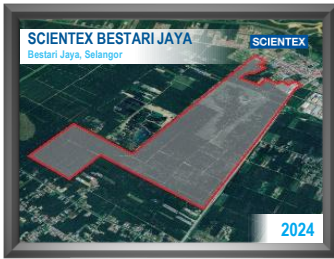 SCIENTEX BESTARI JAYA
SCIENTEX
Bestari Jaya, Selangor
2024